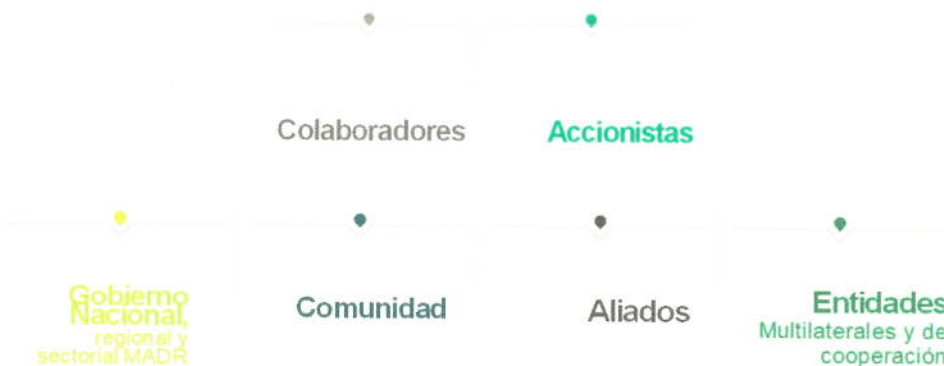 Colaboradores
Accionistas
Gobierno
Nacional,
regional y
sectorial MADR
Comunidad
Aliados
Entidades
Multilaterales y de
cooperación